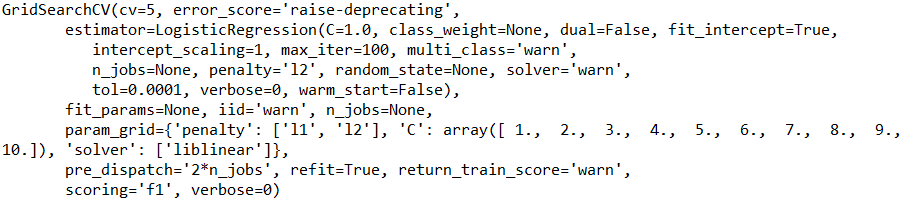 GridSearchCV(cv=5, error_score='raise-deprecating',
       estimator=LogisticRegression(C=1.0, class_weight=None, dual=False, fit_intercept=True,
          intercept_scaling=1, max_iter=100, multi_class='warn',
          n_jobs=None, penalty='l2', random_state=None, solver='warn',
          tol=0.0001, verbose=0, warm_start=False),
       fit_params=None, iid='warn', n_jobs=None,
       param_grid={'penalty': ['l1', 'l2'], 'C': array([ 1.,  2.,  3.,  4.,  5.,  6.,  7.,  8.,  9.,
10.]), 'solver': ['liblinear']},
       pre_dispatch='2*n_jobs', refit=True, return_train_score='warn',
       scoring='f1', verbose=0)